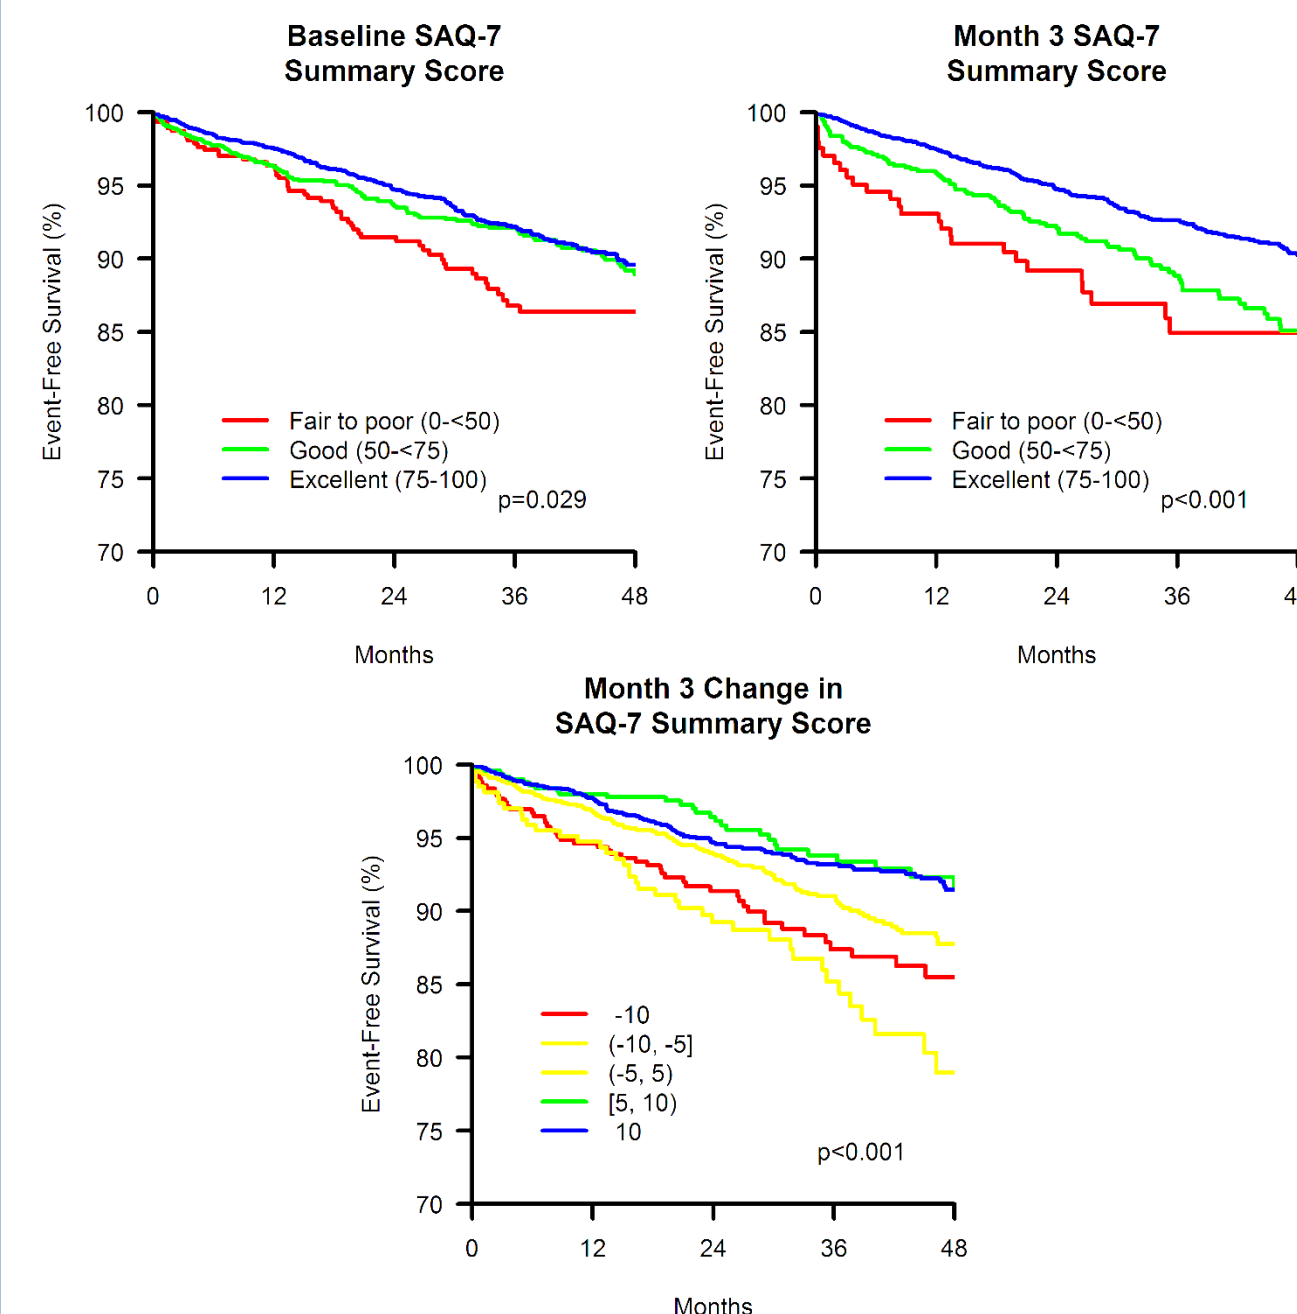 Baseline SAQ-7
Summary Score
100
95
90
85
80
75
70
Event-Free Survival (%)
Fair to poor (0-<50)
Good (50-<75)
Excellent (75-100)
p=0.029
0 12 24 36 48
Months
Month 3 SAQ-7
Summary Score
100
95
90
85
80
75
70
Event-Free Survival (%)
Fair to poor (0-<50)
Good (50-<75)
Excellent (75-100)
p<0.001
0 12 24 36 4
Months
Month 3 Change in
SAQ-7 Summary Score
100
95
90
85
80
75
70
Event-Free Survival (%)
-10
(-10, -5]
(-5, 5)
[5, 10)
10
p<0.001
0 12 24 36 48
Months